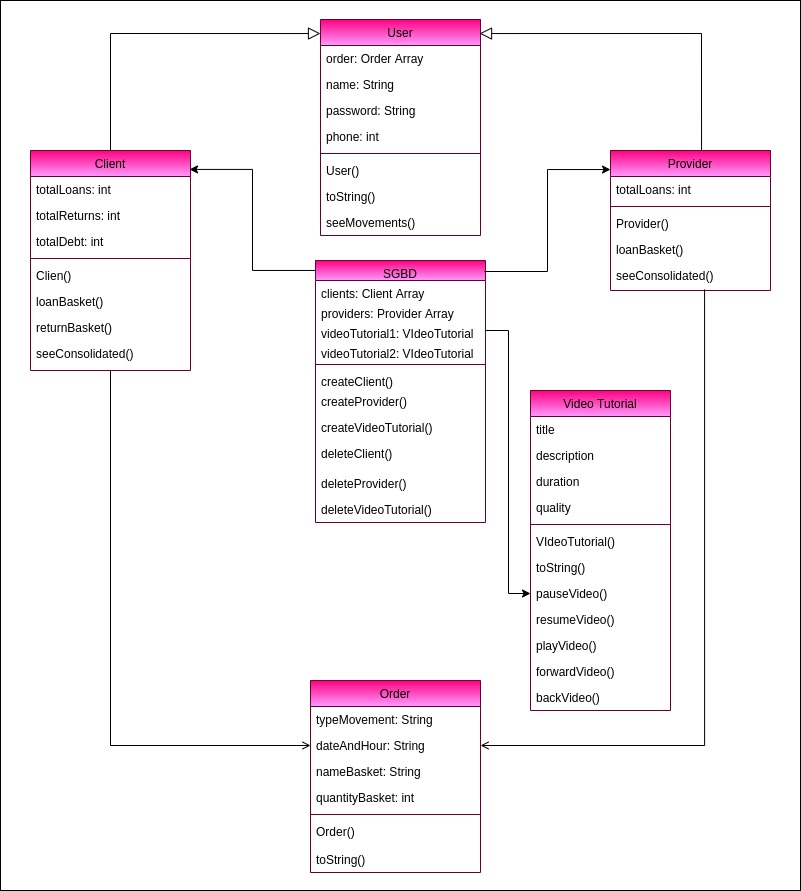 User
order: Order Array
name: String
password: String
phone: int
User()
toString()
seeMovements()
Client
totalLoans: int
totalReturns: int
totalDebt: int
Clien()
loanBasket()
returnBasket()
seeConsolidated()
Provider
totalLoans: int
Provider()
loanBasket()
seeConsolidated()
SGBD
clients: Client Array
providers: Provider Array
videoTutorial1: VIdeoTutorial
videoTutorial2: VIdeoTutorial
createClient()
createProvider()
createVideoTutorial()
deleteClient()
deleteProvider()
deleteVideoTutorial()
Video Tutorial
title
description
duration
quality
VIdeoTutorial()
toString()
pauseVideo()
resumeVideo()
playVideo()
forwardVideo()
backVideo()
Order
typeMovement: String
dateAndHour: String
nameBasket: String
quantityBasket: int
Order()
toString()